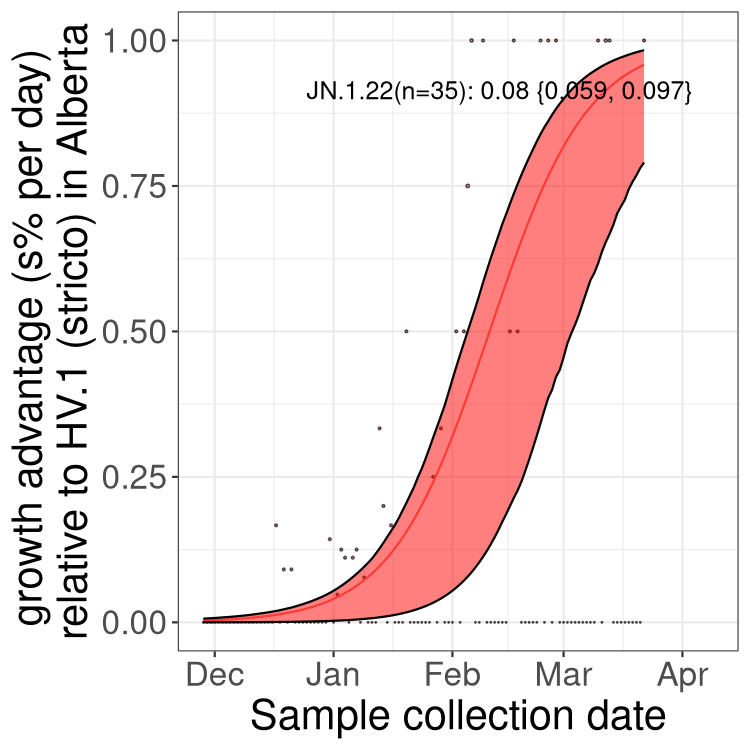 growth advantage (s% per day)
relative to HV.1 (stricto) in Alberta
1.00
0.75
0.50
0.25
0.00
JN.1.22(n=35): 0.08 {0.059, 0.097}
Dec Jan Feb Mar Apr
Sample collection date